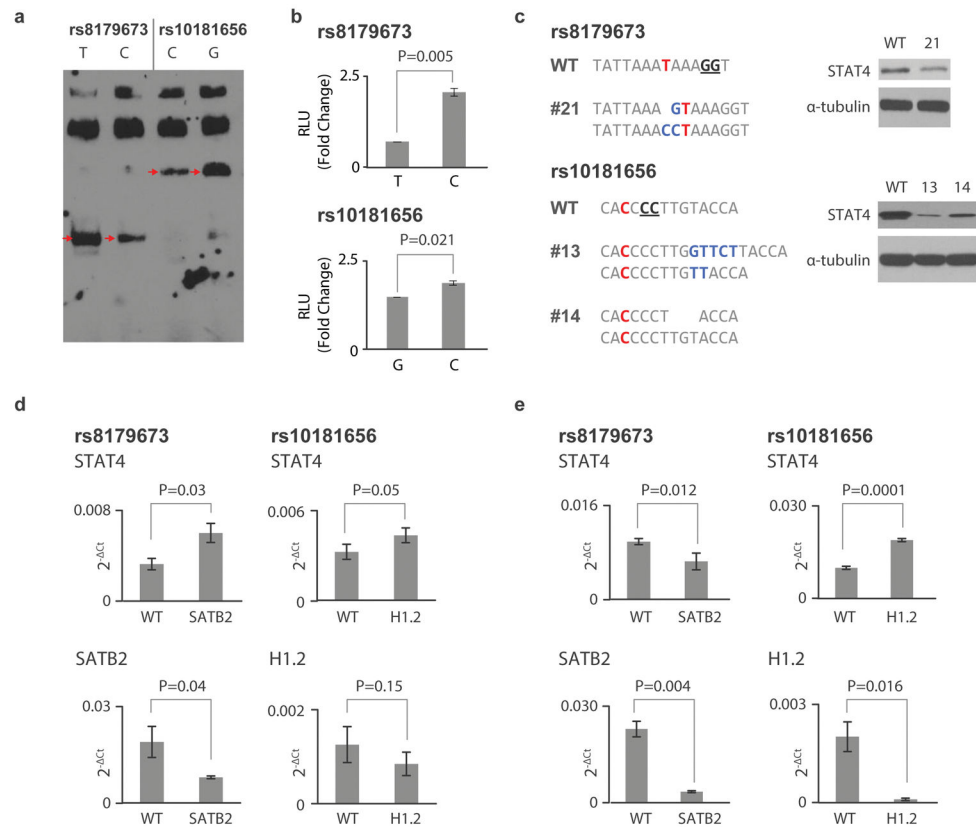 a
rs8179673 rs10181656
T C C G
b
rs8179673
P=0.005
2.5
RLU
(Fold Change)
0
T C
rs10181656
P=0.021
2.5
RLU
(Fold Change)
0
G C
c
rs8179673
WT TATTAAATAAAGGT
#21 TATTAAA GTAAAGGT
TATTAAACCTAAAGGT
WT 21
STAT4
α-tubulin
rs10181656
WT CACCCCTTGTACCA
#13 CACCCCTTGGTTCTTACCA
CACCCCTTGTTACCA
#14 CACCCCT ACCA
CACCCCTTGTACCA
WT 13 14
STAT4
α-tubulin
d
rs8179673
STAT4
P=0.03
0.008
2-ΔCt
0
WT SATB2
rs10181656
STAT4
P=0.05
0.006
2-ΔCt
0
WT H1.2
SATB2
P=0.04
0.03
2-ΔCt
0
WT SATB2
H1.2
P=0.15
0.002
2-ΔCt
0
WT H1.2
e
rs8179673
STAT4
P=0.012
0.016
2-ΔCt
0
WT SATB2
rs10181656
STAT4
P=0.0001
0.030
2-ΔCt
0
WT H1.2
SATB2
P=0.004
0.030
2-ΔCt
0
WT SATB2
H1.2
P=0.016
0.003
2-ΔCt
0
WT H1.2